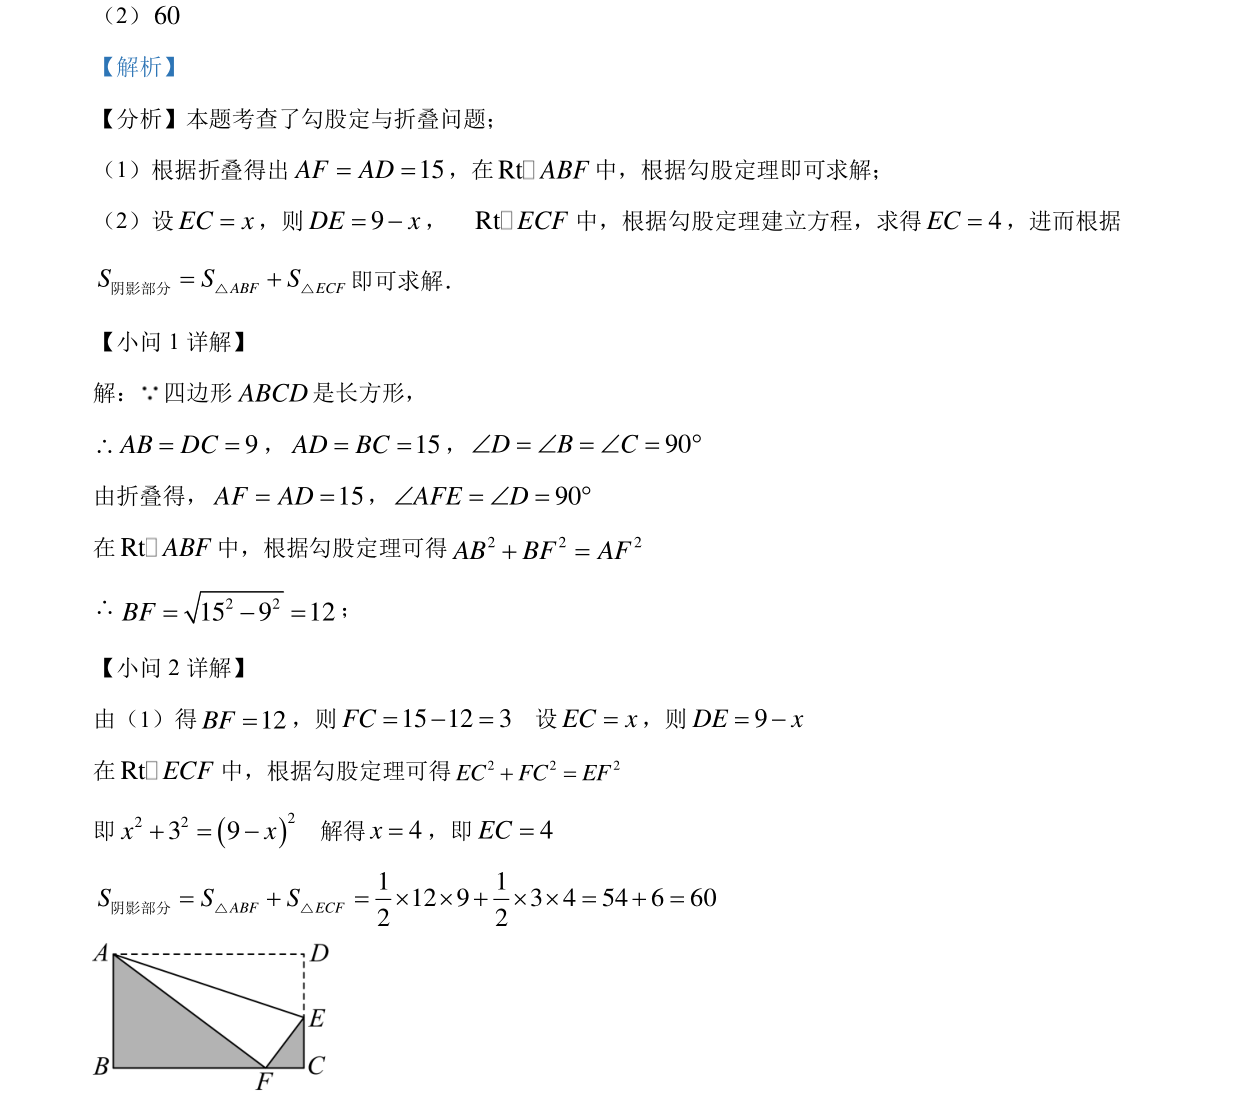 （2）60
【解析】
【分析】本题考查了勾股定与折叠问题；
（1）根据折叠得出 AF = AD = 15，在 Rt□ ABF 中，根据勾股定理即可求解；
（2）设 EC = x，则 DE = 9 − x， Rt□ ECF 中，根据勾股定理建立方程，求得 EC = 4，进而根据
S阴影部分 = S△ABF + S△ECF 即可求解．
【小问 1 详解】
解：∵四边形 ABCD 是长方形，
∴ AB = DC = 9， AD = BC = 15，∠D = ∠B = ∠C = 90°
由折叠得， AF = AD = 15，∠AFE = ∠D = 90°
在 Rt□ ABF 中，根据勾股定理可得 AB² + BF² = AF²
∴ BF = √(15² − 9²) = 12；
【小问 2 详解】
由（1）得 BF = 12，则 FC = 15 − 12 = 3 设 EC = x，则 DE = 9 − x
在 Rt□ ECF 中，根据勾股定理可得 EC² + FC² = EF²
即 x² + 3² = (9 − x)² 解得 x = 4，即 EC = 4
S阴影部分 = S△ABF + S△ECF = 1/2 × 12 × 9 + 1/2 × 3 × 4 = 54 + 6 = 60
A D
E
B C
F